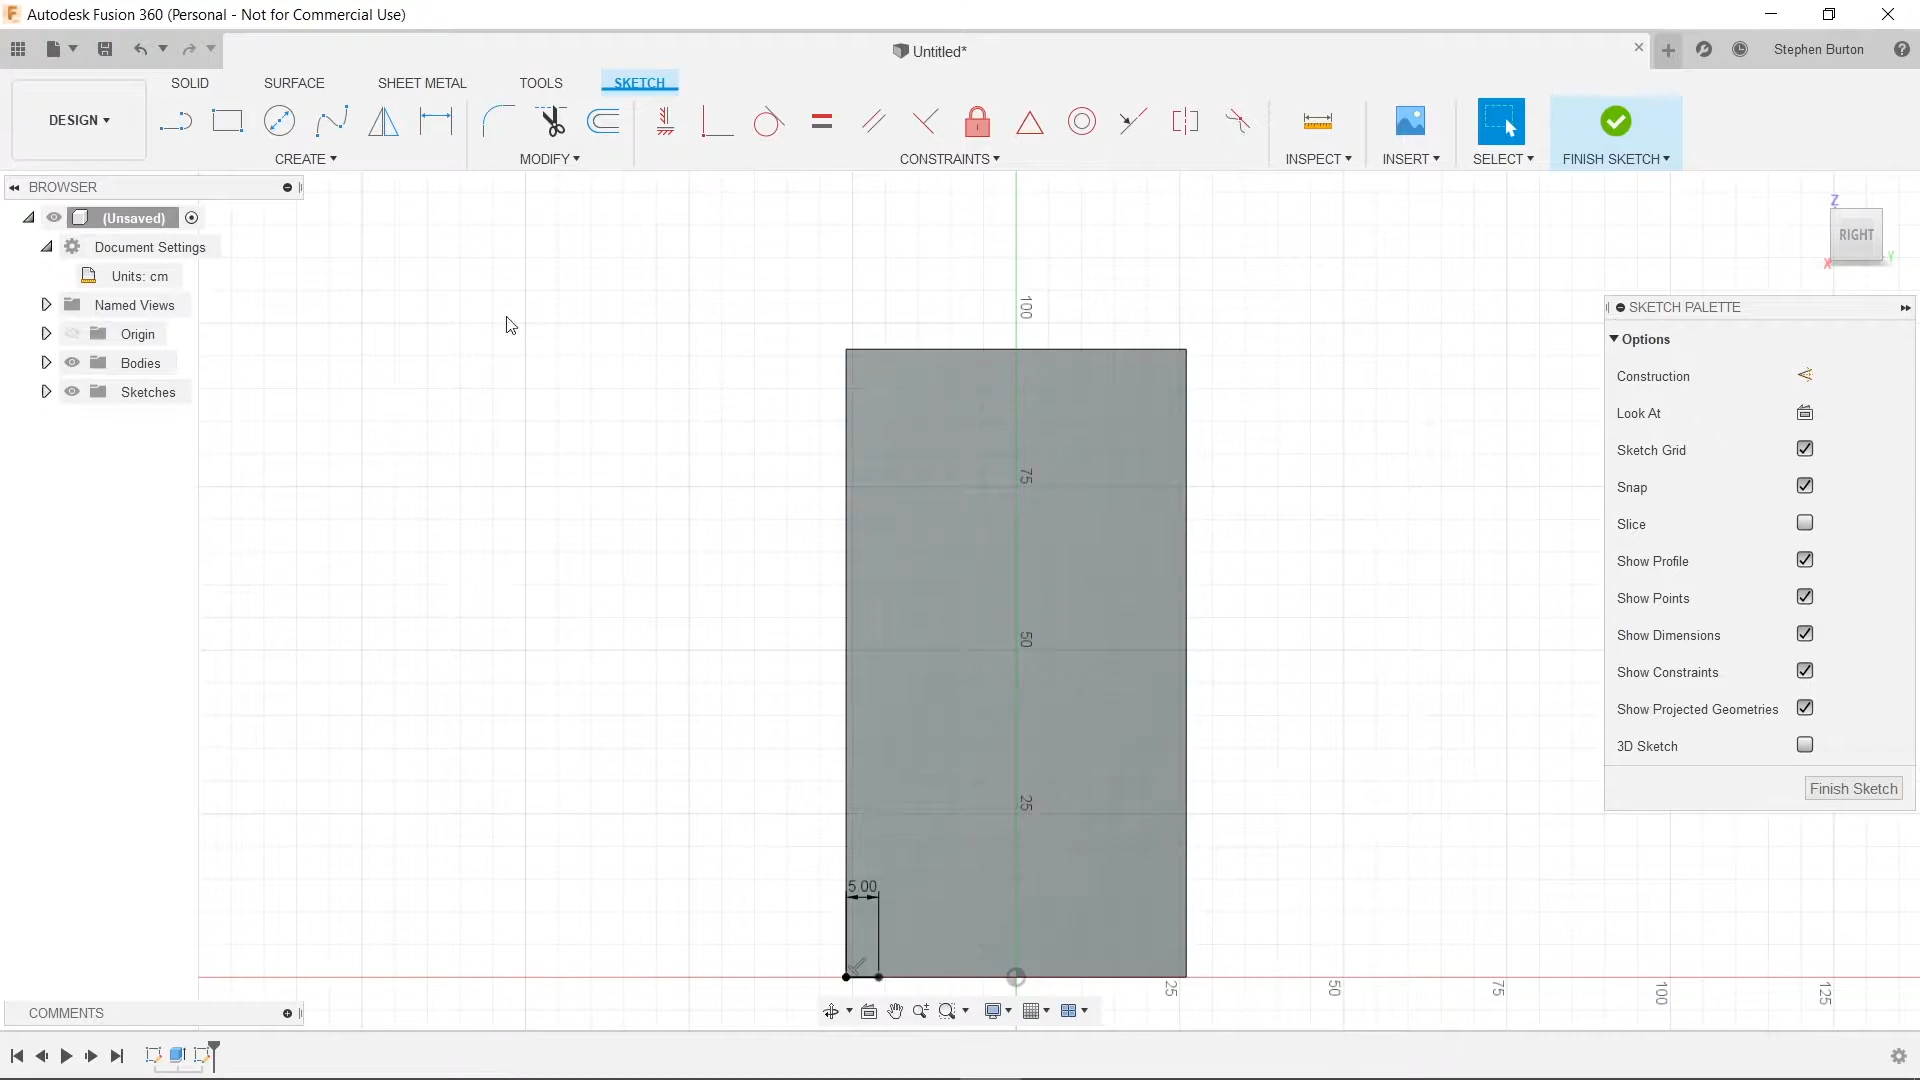 Autodesk Fusion 360 (Personal - Not for Commercial Use)
Untitled*
Stephen Burton
SOLID SURFACE SHEET METAL TOOLS SKETCH
DESIGN ▾
CREATE ▾ MODIFY ▾ CONSTRAINTS ▾ INSPECT ▾ INSERT ▾ SELECT ▾ FINISH SKETCH ▾
BROWSER
(Unsaved)
Document Settings
Units: cm
Named Views
Origin
Bodies
Sketches
Z
RIGHT
X
Y
SKETCH PALETTE
Options
Construction
Look At
Sketch Grid
Snap
Slice
Show Profile
Show Points
Show Dimensions
Show Constraints
Show Projected Geometries
3D Sketch
Finish Sketch
100
75
50
25
5.00
25 50 75 100 125
COMMENTS